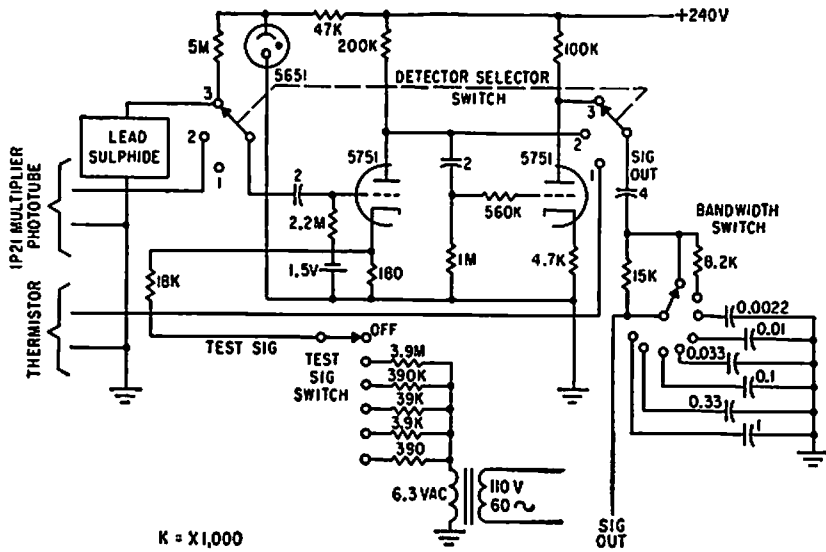 47K
+240V
5M
200K
100K
5651
DETECTOR SELECTOR
SWITCH
3
3
LEAD
SULPHIDE
2
1
2
1
5751
5751
SIG
OUT
2
2
4
1P21 MULTIPLIER
PHOTOTUBE
560K
BANDWIDTH
SWITCH
2.2M
1.5V
180
1M
4.7K
15K
8.2K
18K
THERMISTOR
0.0022
0.01
0.033
0.1
0.33
1
TEST SIG
OFF
TEST
SIG
SWITCH
3.9M
390K
39K
3.9K
390
6.3 VAC
110 V
60
K = X1,000
SIG
OUT